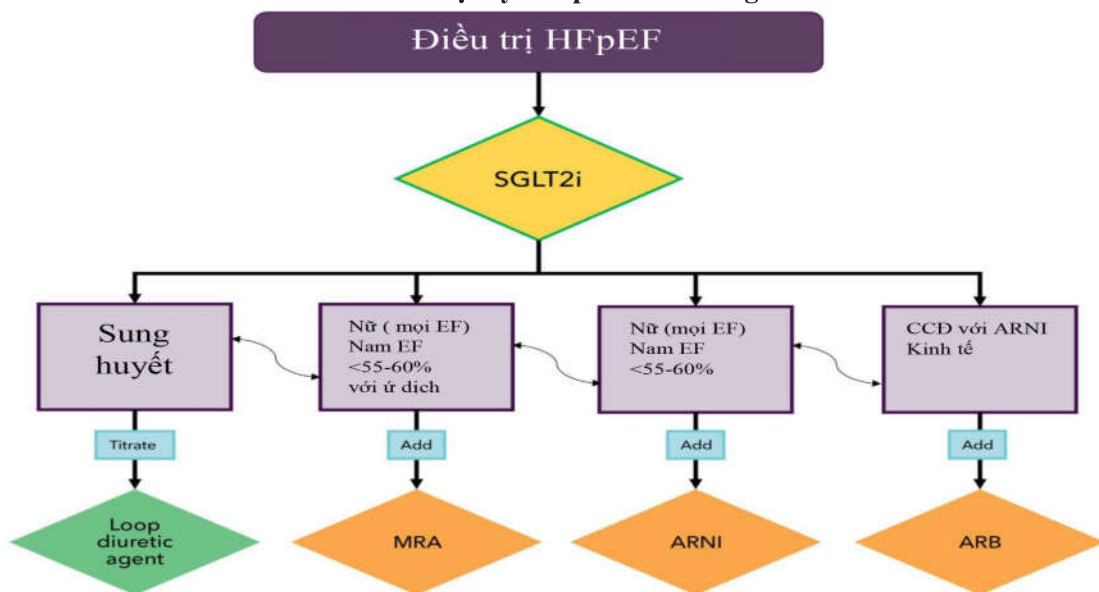 Điều trị HFpEF
SGLT2i
Sung
huyết
Nữ ( mọi EF)
Nam EF
<55-60%
với ứ dịch
Nữ (mọi EF)
Nam EF
<55-60%
CCĐ với ARNI
Kinh tế
Titrate
Add
Add
Add
Loop
diuretic
agent
MRA
ARNI
ARB